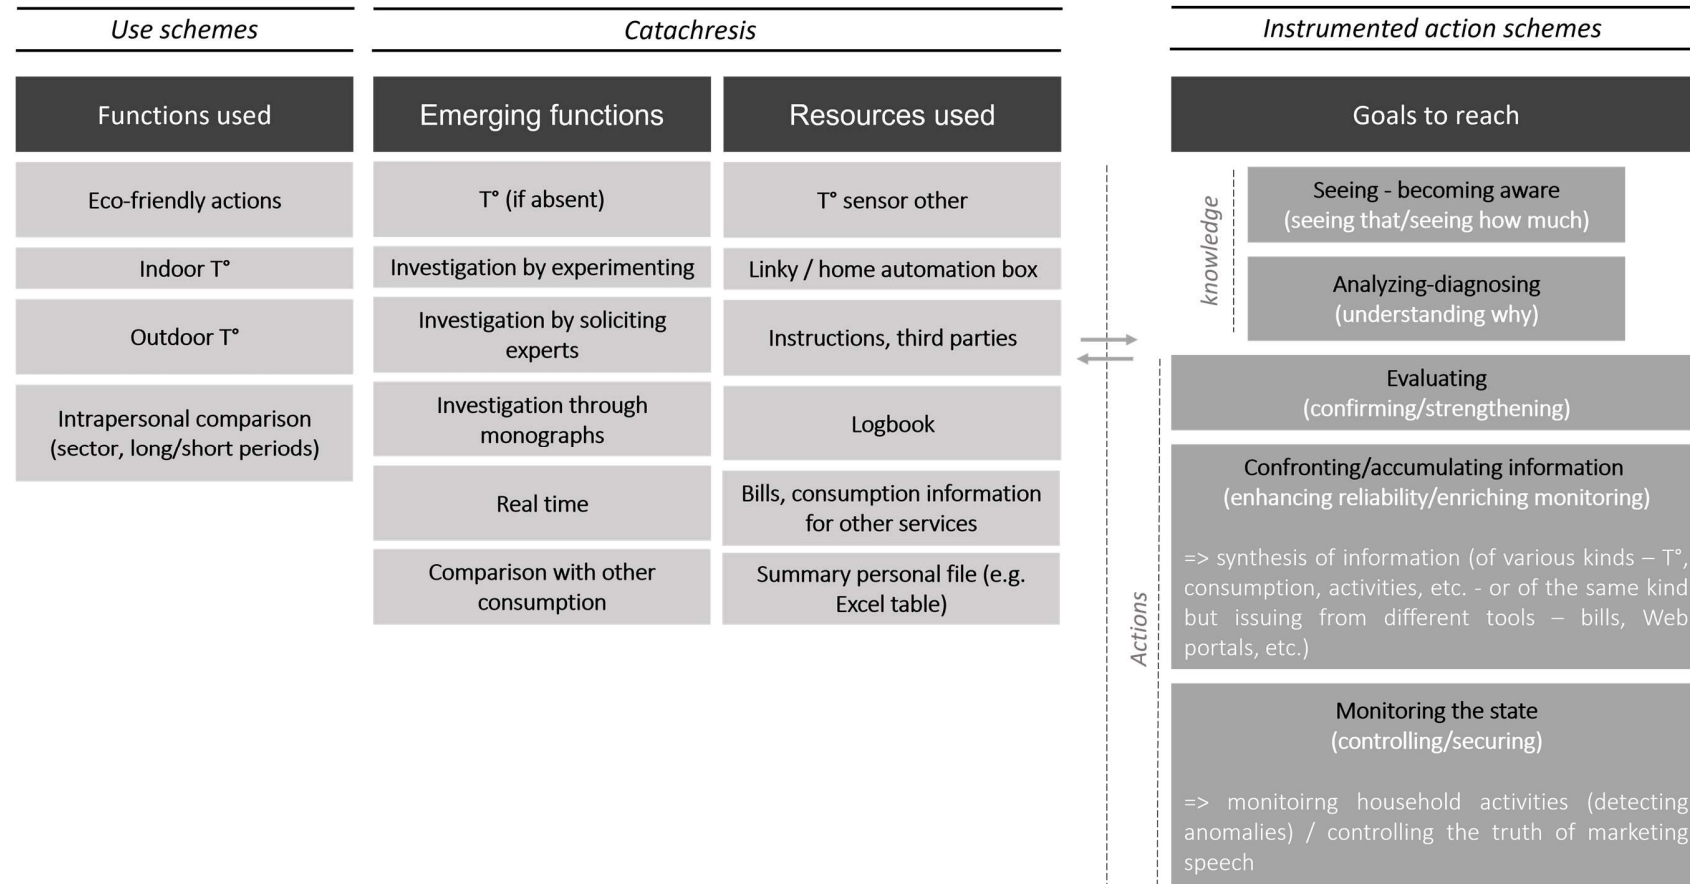 Use schemes
Catachresis
Instrumented action schemes
Functions used
Emerging functions
Resources used
Goals to reach
Eco-friendly actions
Indoor T°
Outdoor T°
Intrapersonal comparison
(sector, long/short periods)
T° (if absent)
Investigation by experimenting
Investigation by soliciting
experts
Investigation through
monographs
Real time
Comparison with other
consumption
T° sensor other
Linky / home automation box
Instructions, third parties
Logbook
Bills, consumption information
for other services
Summary personal file (e.g.
Excel table)
knowledge
Seeing - becoming aware
(seeing that/seeing how much)
Analyzing-diagnosing
(understanding why)
Actions
Evaluating
(confirming/strengthening)
Confronting/accumulating information
(enhancing reliability/enriching monitoring)
=> synthesis of information (of various kinds – T°,
consumption, activities, etc. - or of the same kind
but issuing from different tools – bills, Web
portals, etc.)
Monitoring the state
(controlling/securing)
=> monitoirng household activities (detecting
anomalies) / controlling the truth of marketing
speech